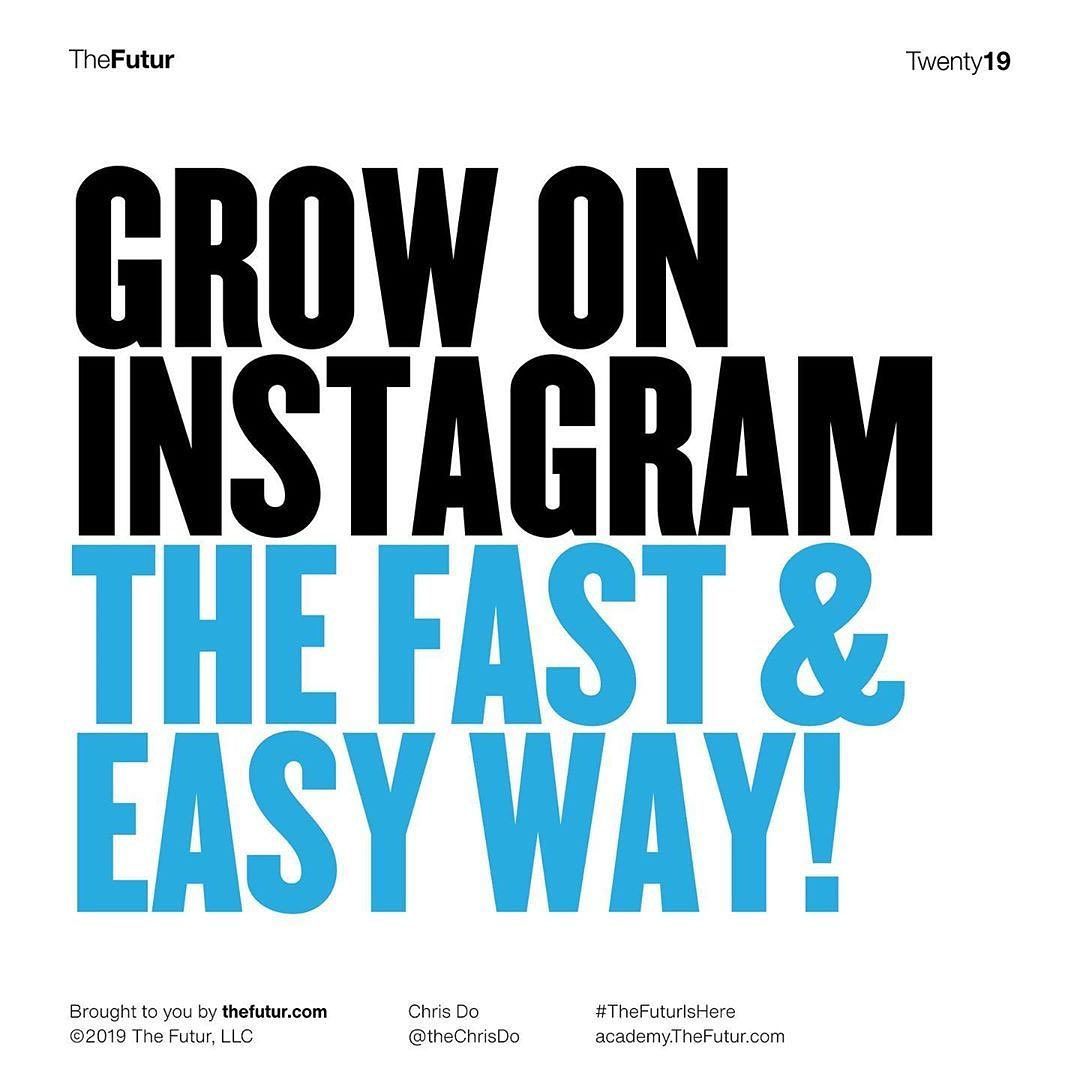 TheFutur
Twenty19
GROW ON
INSTAGRAM
THE FAST &
EASY WAY!
Brought to you by thefutur.com
©2019 The Futur, LLC
Chris Do
@theChrisDo
#TheFuturIsHere
academy.TheFutur.com